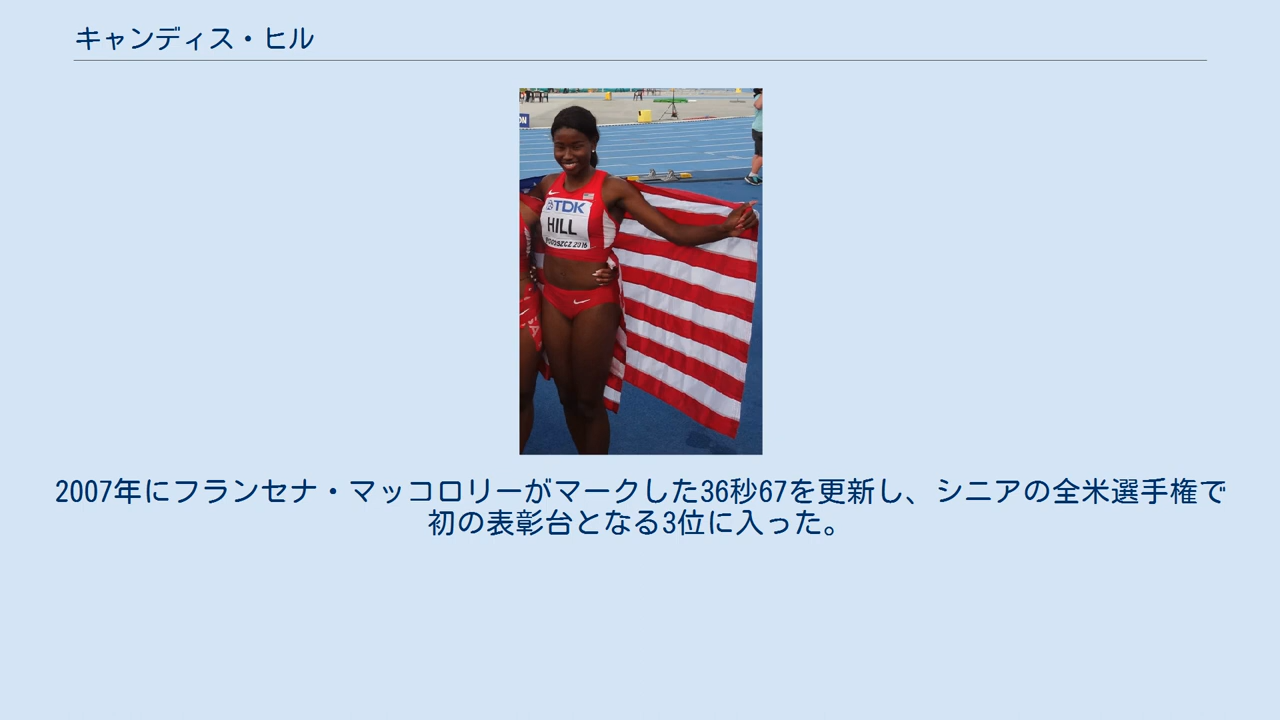 キャンディス・ヒル
TDK
HILL
BYDGOSZCZ 2016
2007年にフランセナ・マッコロリーがマークした36秒67を更新し、シニアの全米選手権で
初の表彰台となる3位に入った。